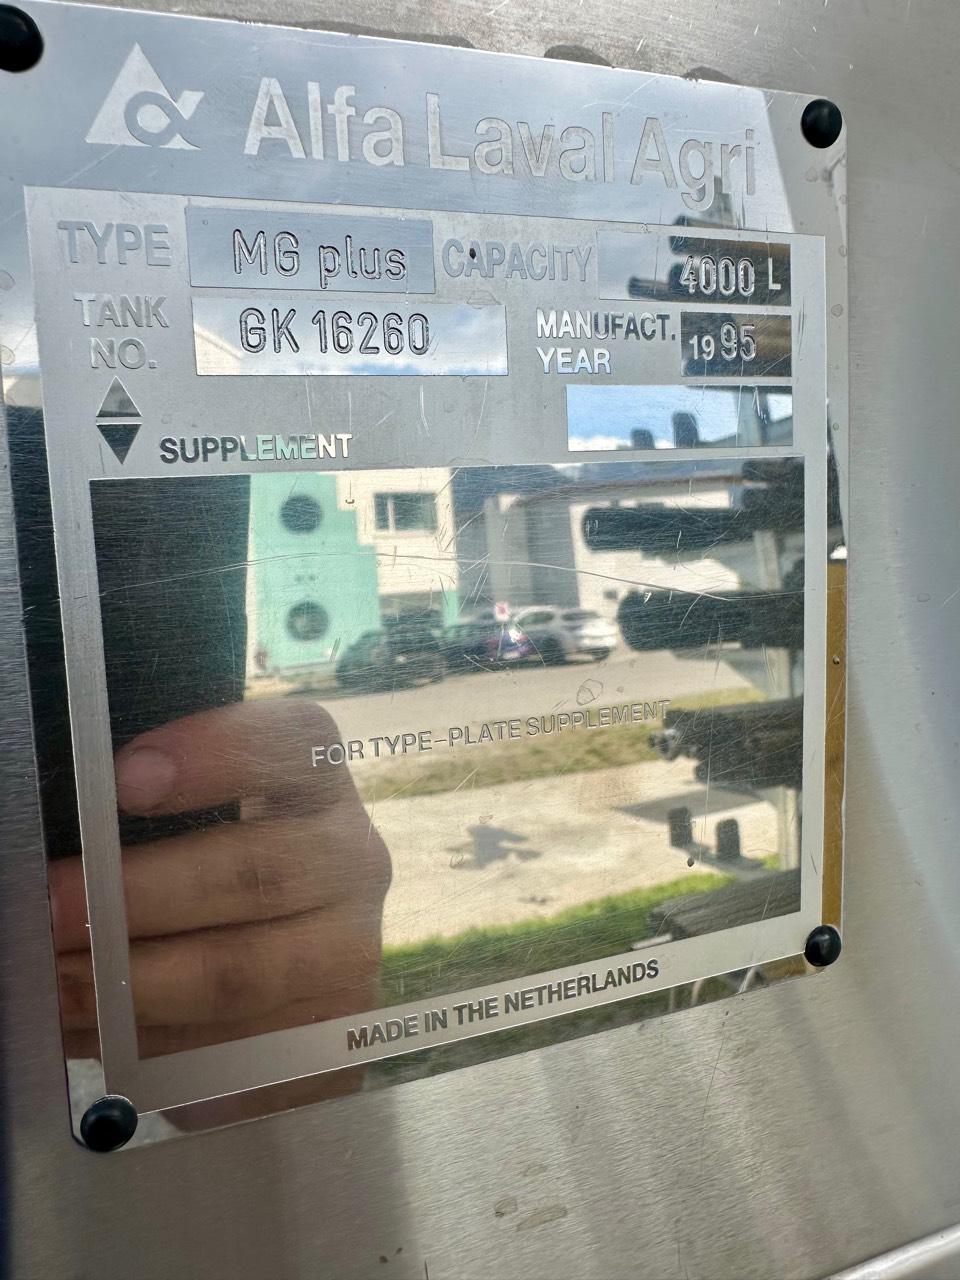 Alfa Laval Agri
TYPE MG plus CAPACITY 4000 L
TANK NO. GK 16260 MANUFACT. YEAR 1995
SUPPLEMENT
FOR TYPE-PLATE SUPPLEMENT
MADE IN THE NETHERLANDS